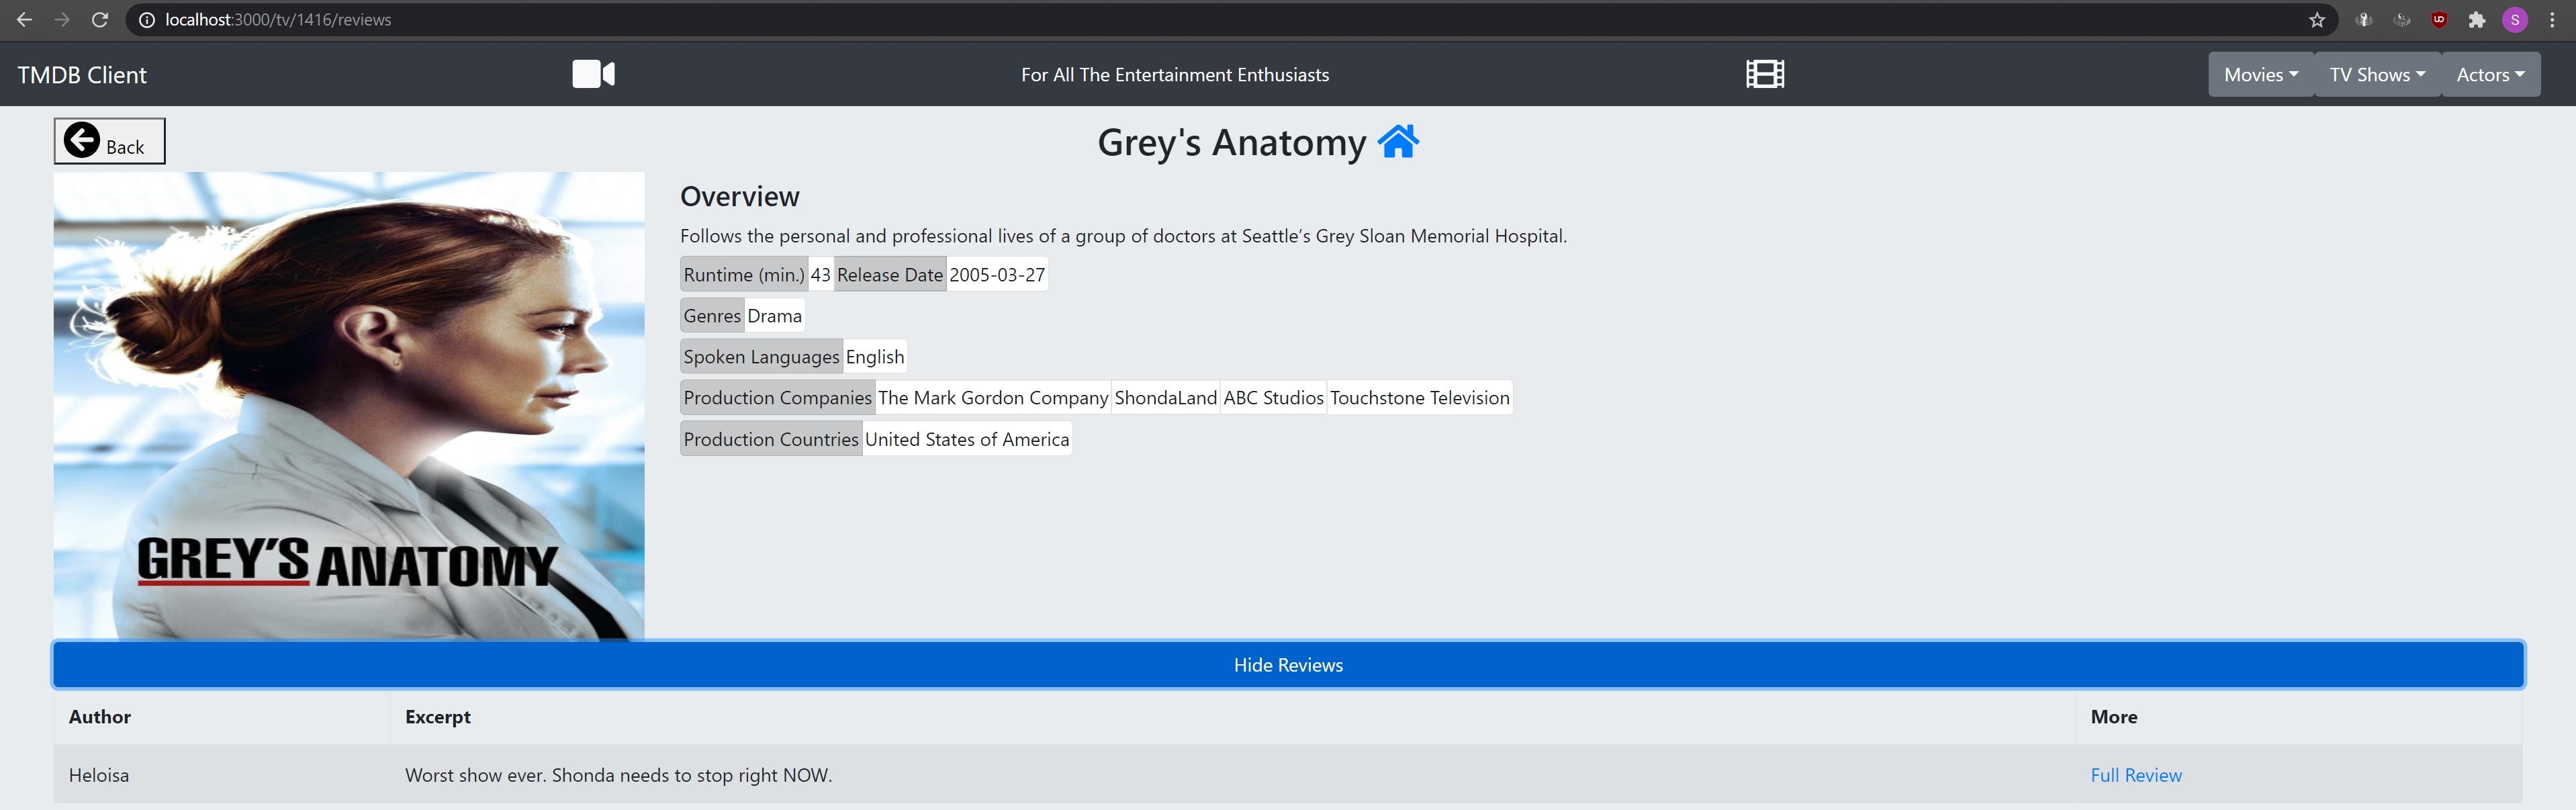 localhost:3000/tv/1416/reviews
S
TMDB Client
For All The Entertainment Enthusiasts
Movies TV Shows Actors
Back
Grey's Anatomy
Overview
Follows the personal and professional lives of a group of doctors at Seattle’s Grey Sloan Memorial Hospital.
Runtime (min.) 43 Release Date 2005-03-27
Genres Drama
Spoken Languages English
Production Companies The Mark Gordon Company ShondaLand ABC Studios Touchstone Television
Production Countries United States of America
GREY'S ANATOMY
Hide Reviews
Author Excerpt More
Heloisa Worst show ever. Shonda needs to stop right NOW. Full Review